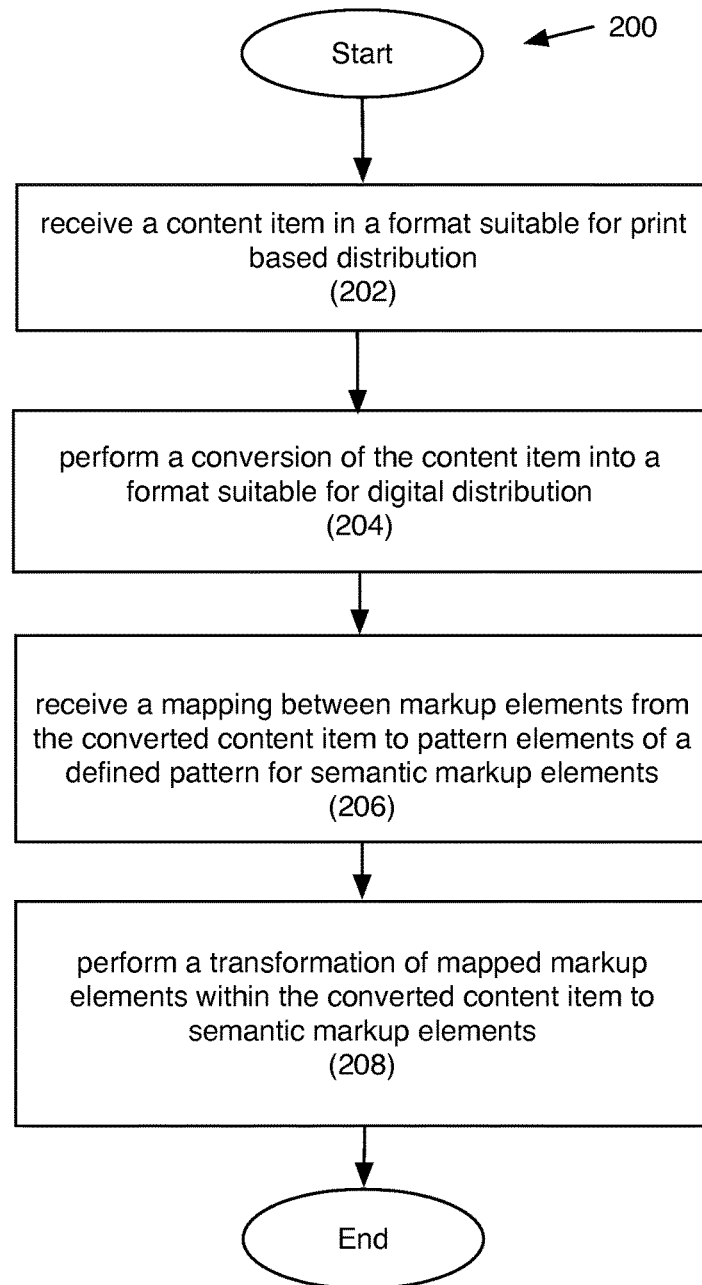 Start
200
receive a content item in a format suitable for print
based distribution
(202)
perform a conversion of the content item into a
format suitable for digital distribution
(204)
receive a mapping between markup elements from
the converted content item to pattern elements of a
defined pattern for semantic markup elements
(206)
perform a transformation of mapped markup
elements within the converted content item to
semantic markup elements
(208)
End